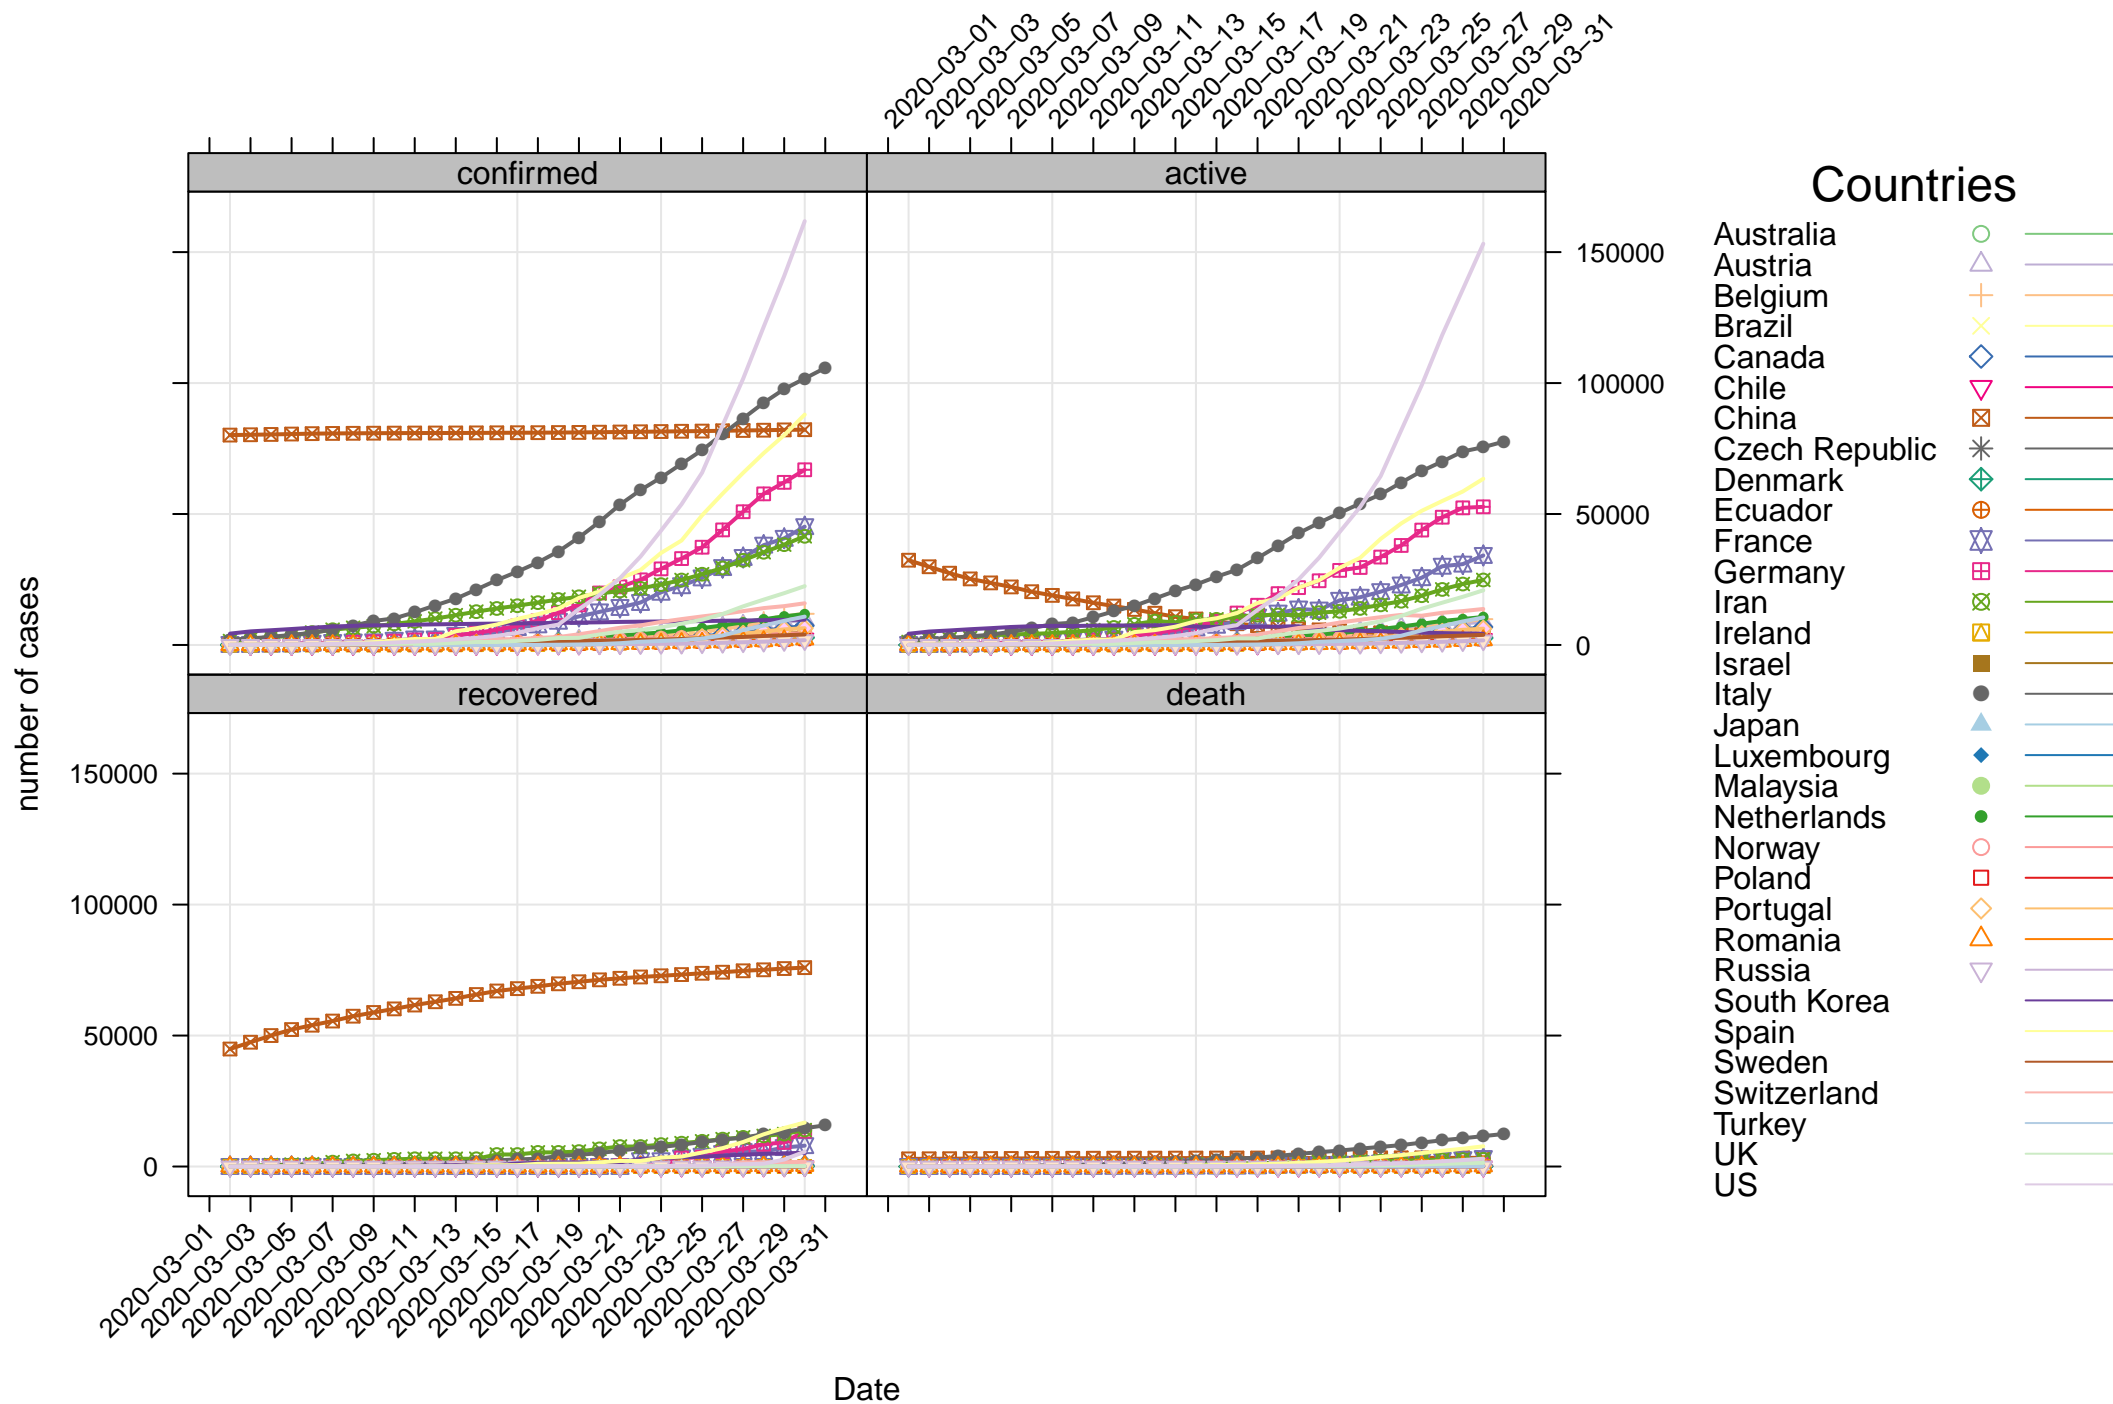 2020−03−01
2020−03−03
2020−03−05
2020−03−07
2020−03−09
2020−03−11
2020−03−13
2020−03−15
2020−03−17
2020−03−19
2020−03−21
2020−03−23
2020−03−25
2020−03−27
2020−03−29
2020−03−31
confirmed
active
150000
100000
50000
0
recovered
death
150000
100000
50000
0
number of cases
2020−03−01
2020−03−03
2020−03−05
2020−03−07
2020−03−09
2020−03−11
2020−03−13
2020−03−15
2020−03−17
2020−03−19
2020−03−21
2020−03−23
2020−03−25
2020−03−27
2020−03−29
2020−03−31
Date
Countries
Australia
Austria
Belgium
Brazil
Canada
Chile
China
Czech Republic
Denmark
Ecuador
France
Germany
Iran
Ireland
Israel
Italy
Japan
Luxembourg
Malaysia
Netherlands
Norway
Poland
Portugal
Romania
Russia
South Korea
Spain
Sweden
Switzerland
Turkey
UK
US